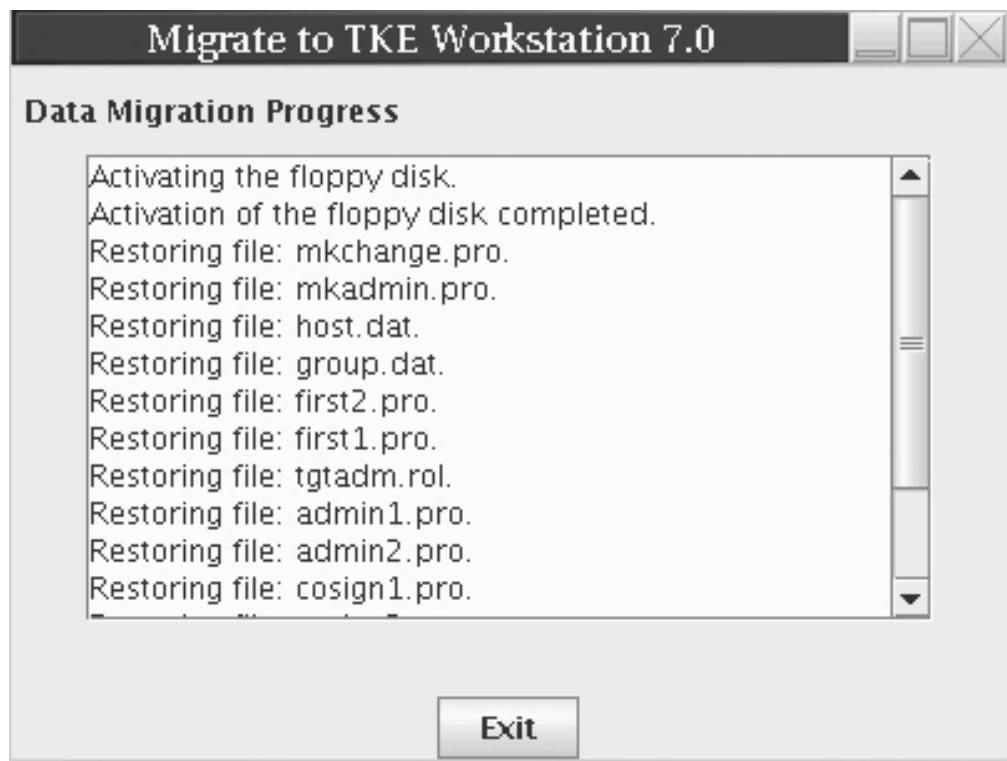 Migrate to TKE Workstation 7.0
Data Migration Progress
Activating the floppy disk.
Activation of the floppy disk completed.
Restoring file: mkchange.pro.
Restoring file: mkadmin.pro.
Restoring file: host.dat.
Restoring file: group.dat.
Restoring file: first2.pro.
Restoring file: first1.pro.
Restoring file: tgtadm.rol.
Restoring file: admin1.pro.
Restoring file: admin2.pro.
Restoring file: cosign1.pro.
Exit